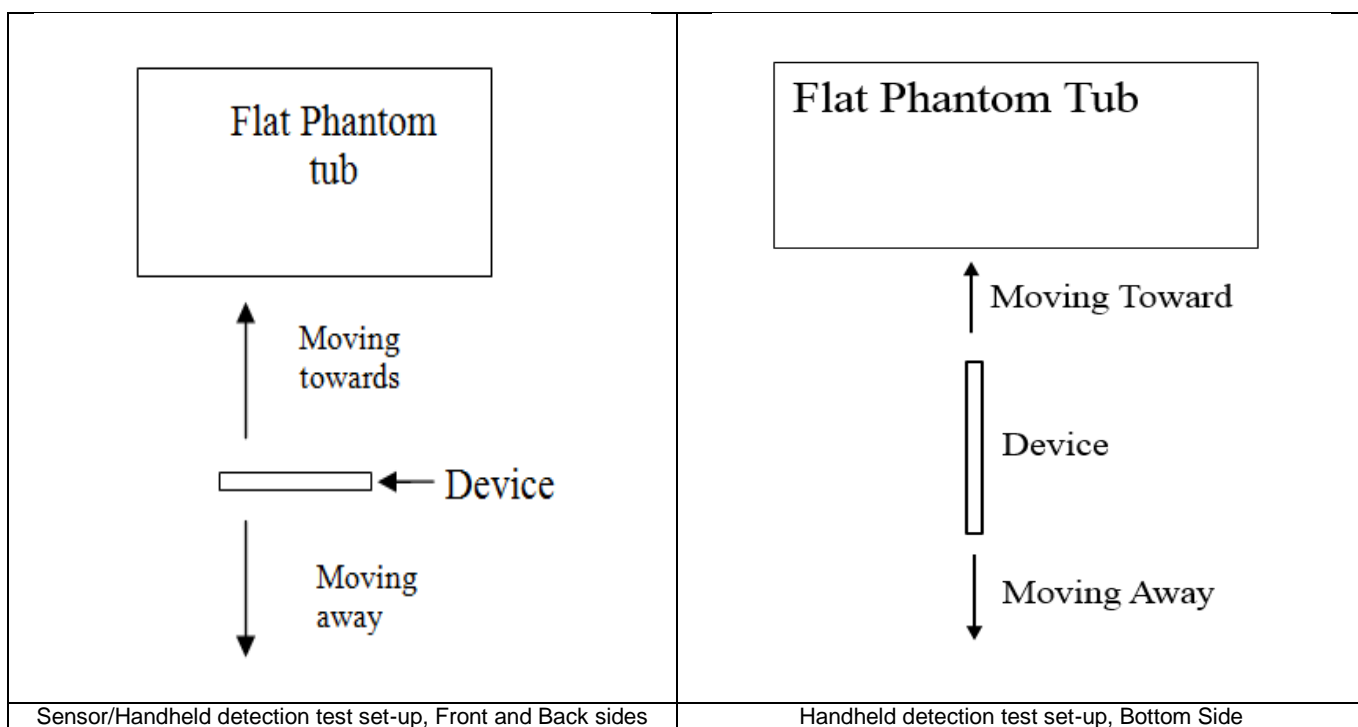 Flat Phantom
tub
Moving
towards
Device
Moving
away
Sensor/Handheld detection test set-up, Front and Back sides
Flat Phantom Tub
Moving Toward
Device
Moving Away
Handheld detection test set-up, Bottom Side